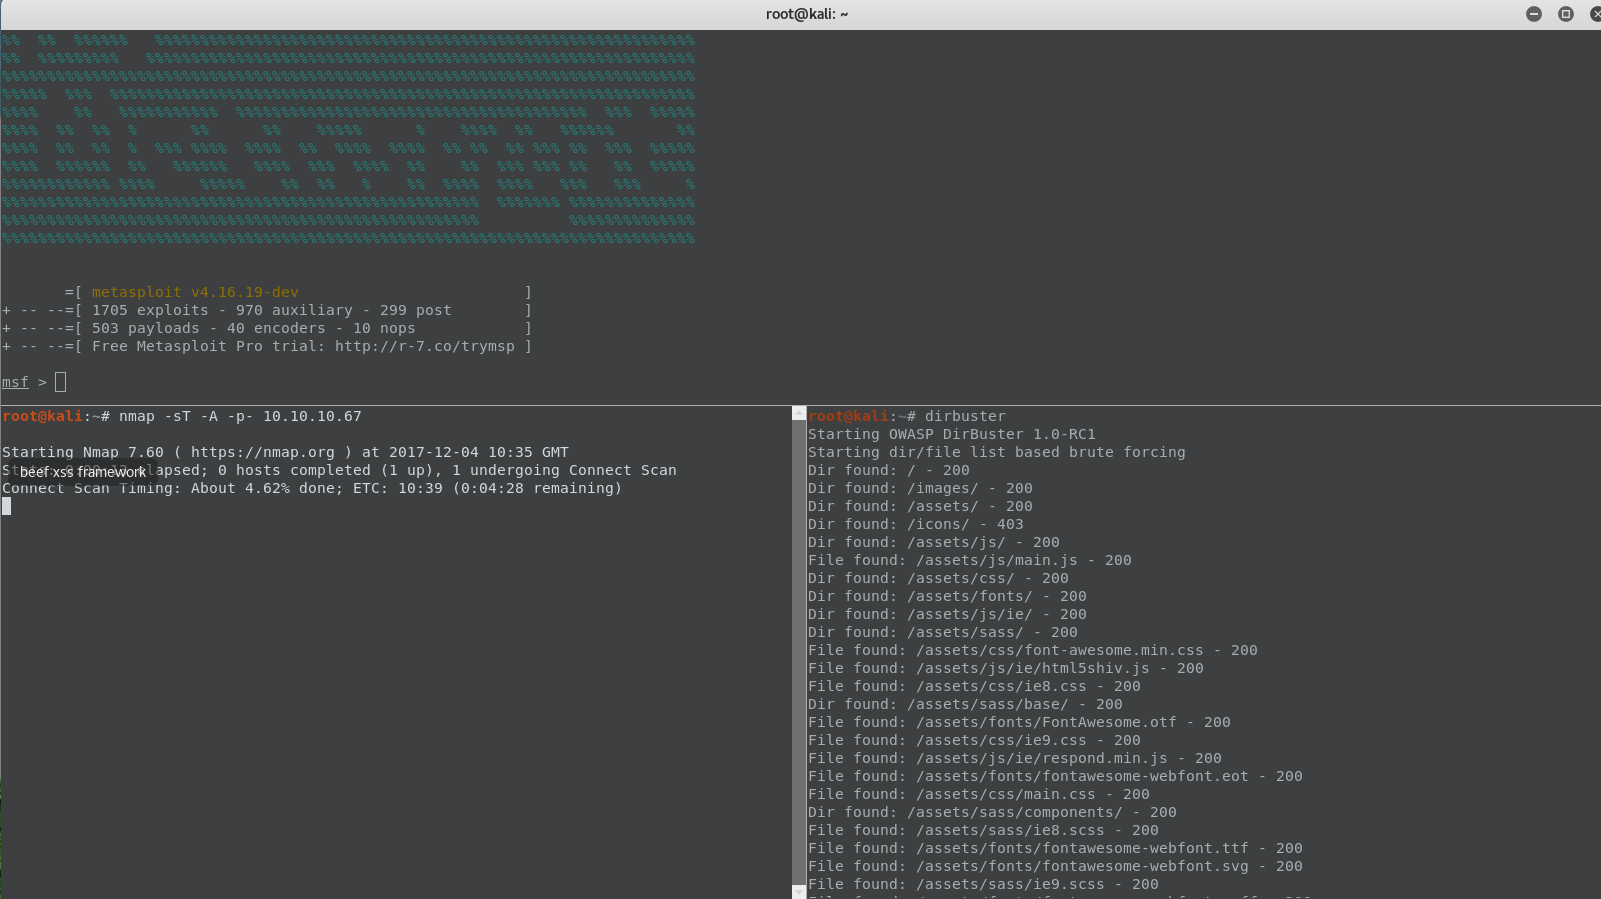 root@kali: ~
=[ metasploit v4.16.19-dev ]
+ -- --=[ 1705 exploits - 970 auxiliary - 299 post ]
+ -- --=[ 503 payloads - 40 encoders - 10 nops ]
+ -- --=[ Free Metasploit Pro trial: http://r-7.co/trymsp ]
msf >
root@kali:~# nmap -sT -A -p- 10.10.10.67
Starting Nmap 7.60 ( https://nmap.org ) at 2017-12-04 10:35 GMT
elapsed; 0 hosts completed (1 up), 1 undergoing Connect Scan
beef xss framework
Connect Scan Timing: About 4.62% done; ETC: 10:39 (0:04:28 remaining)
root@kali:~# dirbuster
Starting OWASP DirBuster 1.0-RC1
Starting dir/file list based brute forcing
Dir found: / - 200
Dir found: /images/ - 200
Dir found: /assets/ - 200
Dir found: /icons/ - 403
Dir found: /assets/js/ - 200
File found: /assets/js/main.js - 200
Dir found: /assets/css/ - 200
Dir found: /assets/fonts/ - 200
Dir found: /assets/js/ie/ - 200
Dir found: /assets/sass/ - 200
File found: /assets/css/font-awesome.min.css - 200
File found: /assets/js/ie/html5shiv.js - 200
File found: /assets/css/ie8.css - 200
Dir found: /assets/sass/base/ - 200
File found: /assets/fonts/FontAwesome.otf - 200
File found: /assets/css/ie9.css - 200
File found: /assets/js/ie/respond.min.js - 200
File found: /assets/fonts/fontawesome-webfont.eot - 200
File found: /assets/css/main.css - 200
Dir found: /assets/sass/components/ - 200
File found: /assets/sass/ie8.scss - 200
File found: /assets/fonts/fontawesome-webfont.ttf - 200
File found: /assets/fonts/fontawesome-webfont.svg - 200
File found: /assets/sass/ie9.scss - 200